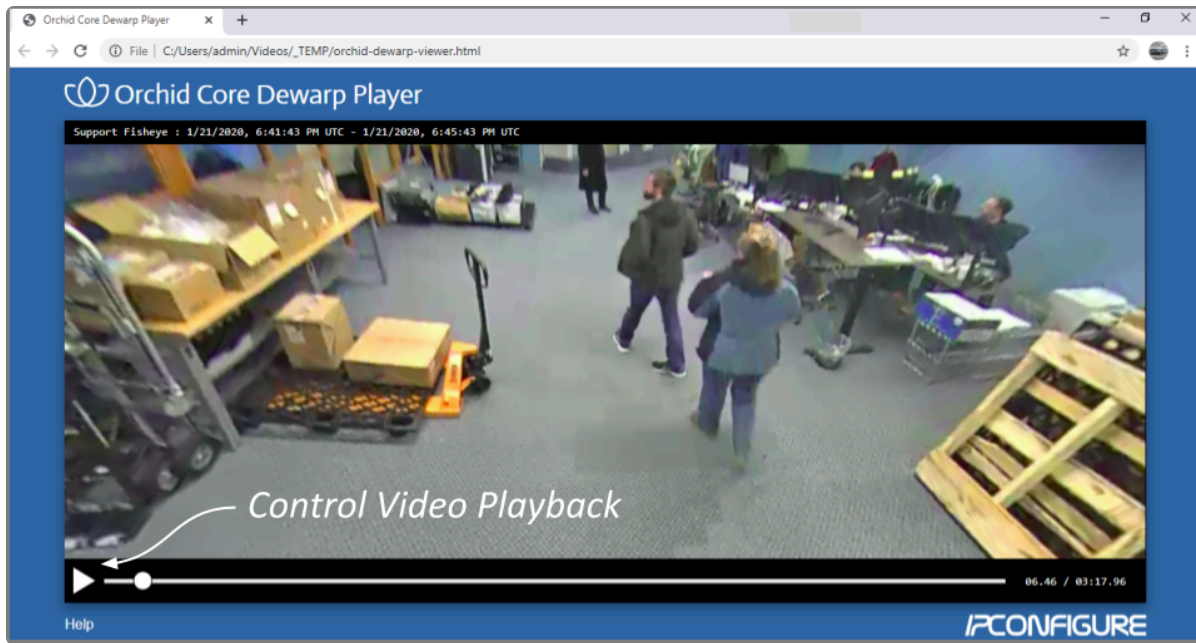 Orchid Core Dewarp Player
File | C:/Users/admin/Videos/_TEMP/orchid-dewarp-viewer.html
Orchid Core Dewarp Player
Support Fisheye : 1/21/2020, 6:41:43 PM UTC - 1/21/2020, 6:45:43 PM UTC
Control Video Playback
06.46 / 03:17.96
Help
IPCONFIGURE